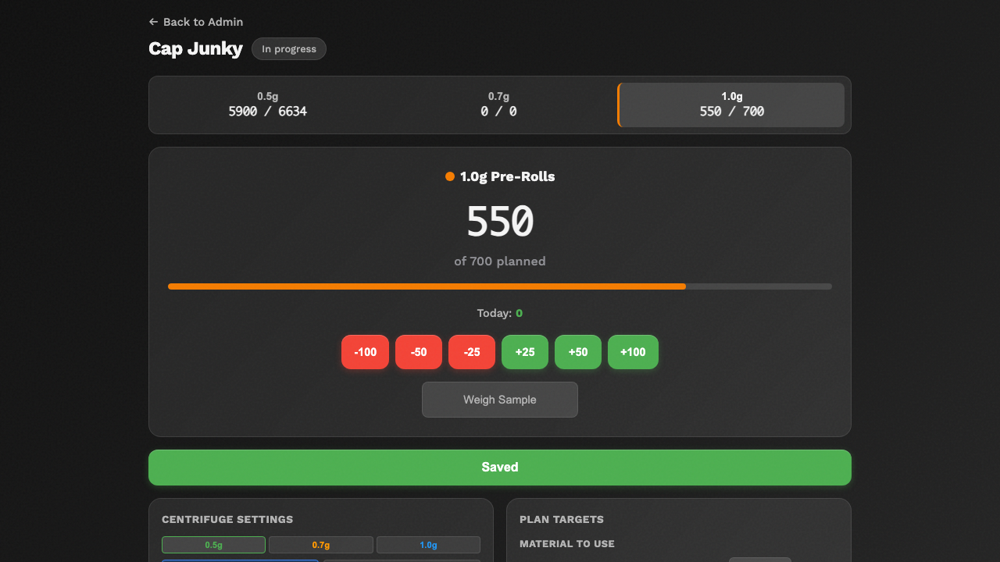 ← Back to Admin
Cap Junky In progress
0.5g
5900 / 6634
0.7g
0 / 0
1.0g
550 / 700
1.0g Pre-Rolls
550
of 700 planned
Today: 0
-100 -50 -25 +25 +50 +100
Weigh Sample
Saved
CENTRIFUGE SETTINGS
0.5g 0.7g 1.0g
PLAN TARGETS
MATERIAL TO USE